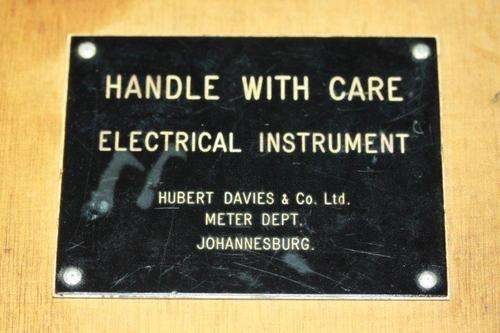 HANDLE WITH CARE
ELECTRICAL INSTRUMENT
HUBERT DAVIES & Co. Ltd.
METER DEPT.
JOHANNESBURG.